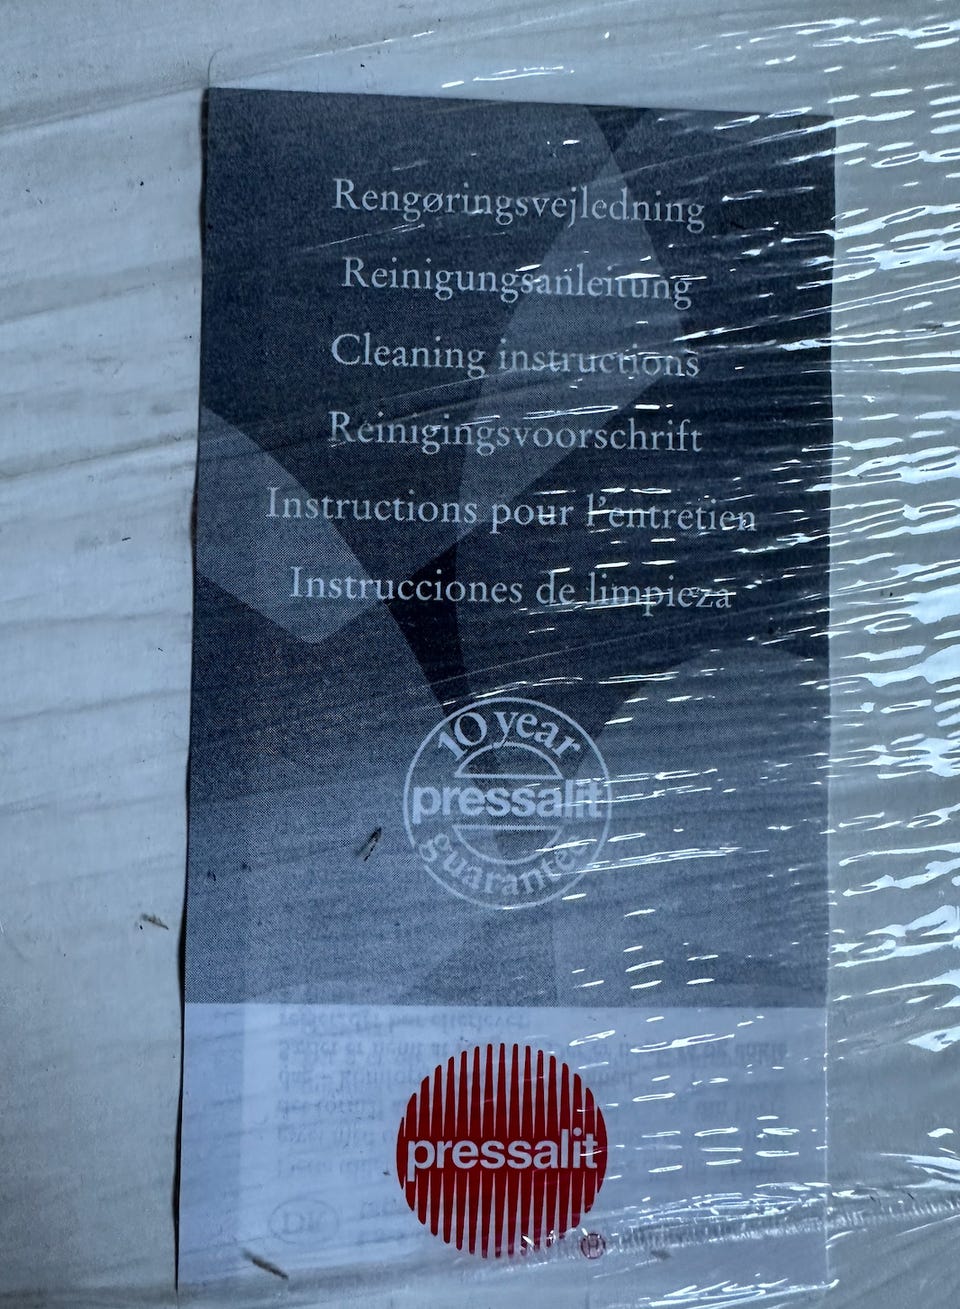 Rengøringsvejledning
Reinigungsanleitung
Cleaning instructions
Reinigingsvoorschrift
Instructions pour l'entretien
Instrucciones de limpieza
10 year
pressalit
guarantee
pressalit
®